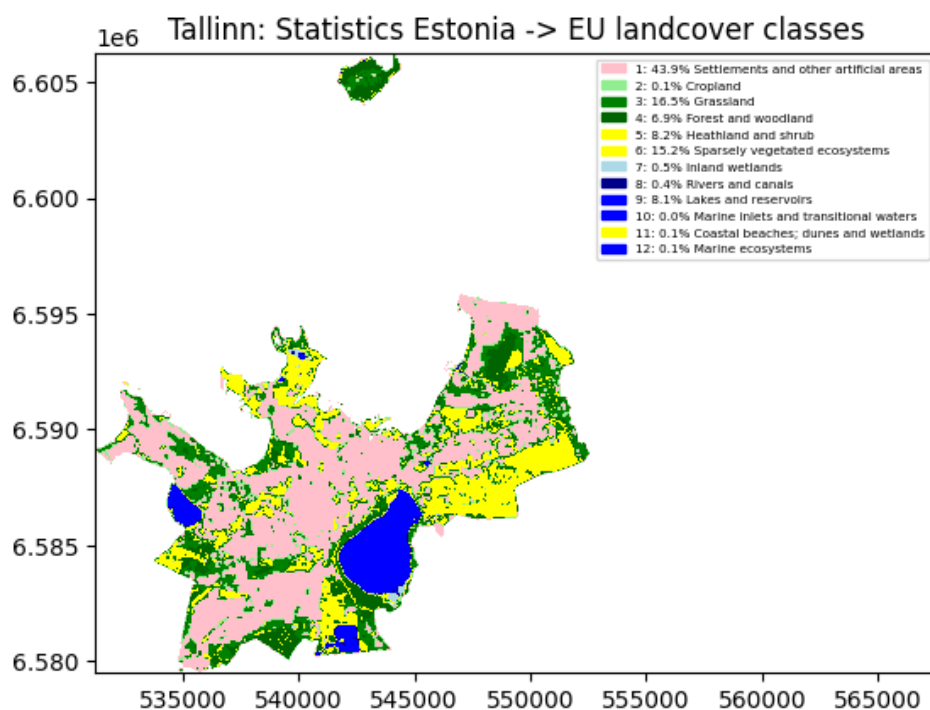 Tallinn: Statistics Estonia -> EU landcover classes
1e6
1: 43.9% Settlements and other artificial areas
2: 0.1% Cropland
3: 16.5% Grassland
4: 6.9% Forest and woodland
5: 8.2% Heathland and shrub
6: 15.2% Sparsely vegetated ecosystems
7: 0.5% Inland wetlands
8: 0.4% Rivers and canals
9: 8.1% Lakes and reservoirs
10: 0.0% Marine inlets and transitional waters
11: 0.1% Coastal beaches; dunes and wetlands
12: 0.1% Marine ecosystems
6.605
6.600
6.595
6.590
6.585
6.580
535000 540000 545000 550000 555000 560000 565000